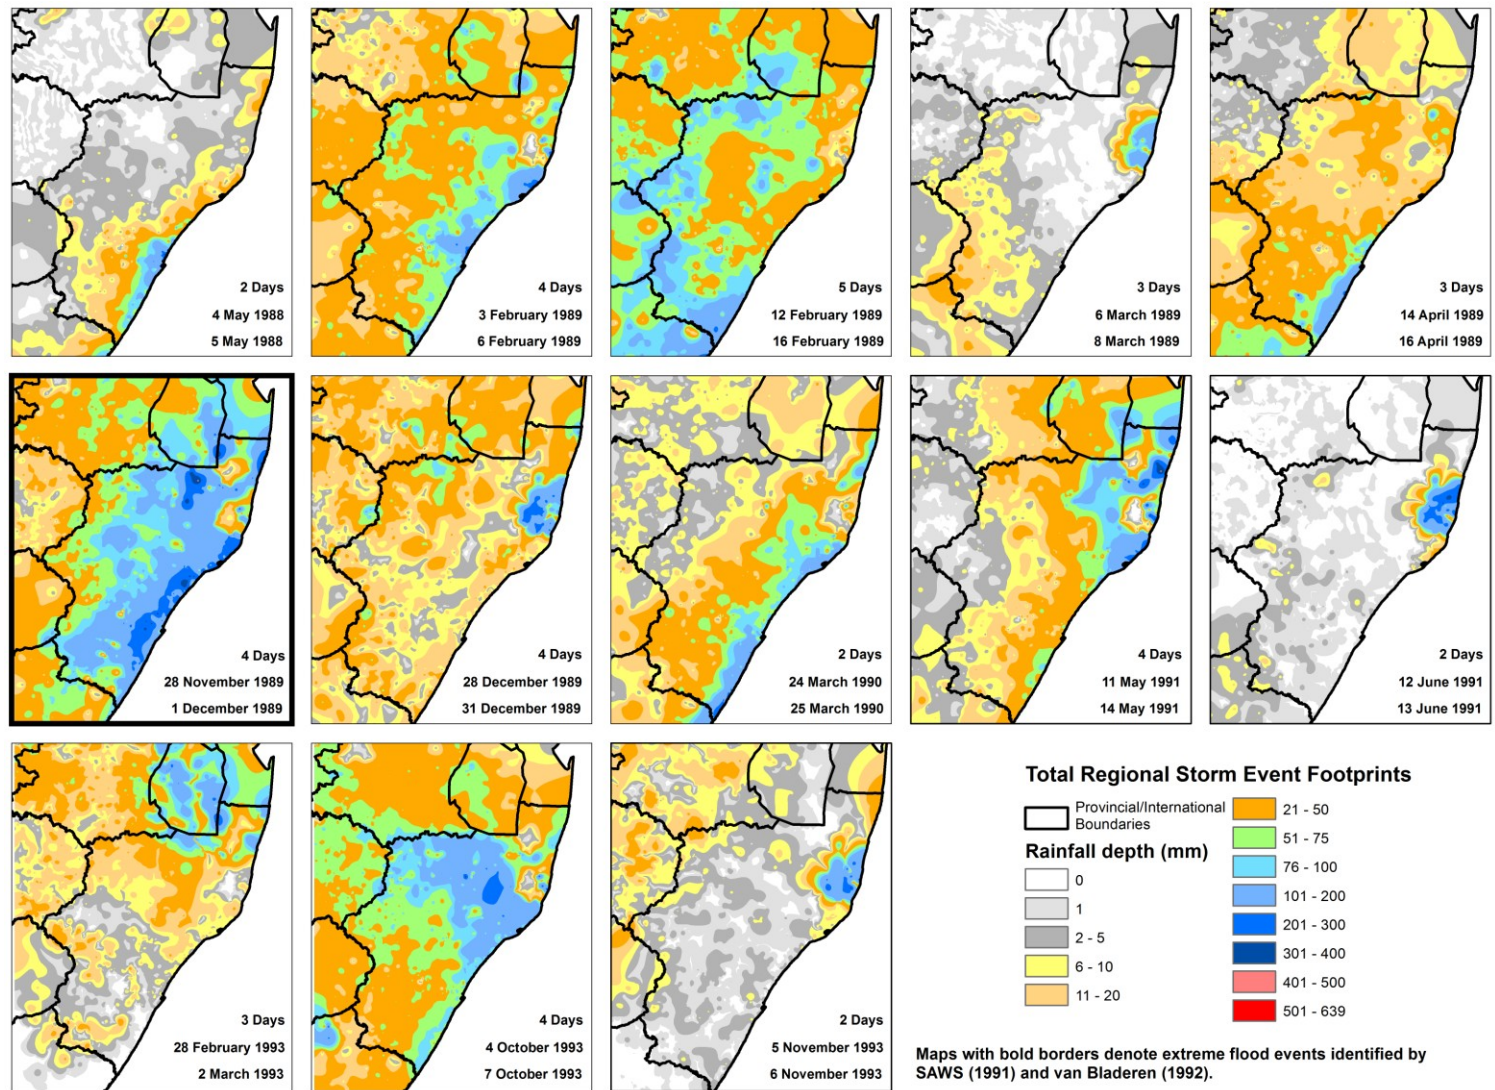 2 Days
4 May 1988
5 May 1988
4 Days
3 February 1989
6 February 1989
5 Days
12 February 1989
16 February 1989
3 Days
6 March 1989
8 March 1989
3 Days
14 April 1989
16 April 1989
4 Days
28 November 1989
1 December 1989
4 Days
28 December 1989
31 December 1989
2 Days
24 March 1990
25 March 1990
4 Days
11 May 1991
14 May 1991
2 Days
12 June 1991
13 June 1991
3 Days
28 February 1993
2 March 1993
4 Days
4 October 1993
7 October 1993
2 Days
5 November 1993
6 November 1993
Total Regional Storm Event Footprints
Provincial/International
Boundaries
Rainfall depth (mm)
0
1
2 - 5
6 - 10
11 - 20
21 - 50
51 - 75
76 - 100
101 - 200
201 - 300
301 - 400
401 - 500
501 - 639
Maps with bold borders denote extreme flood events identified by
SAWS (1991) and van Bladeren (1992).